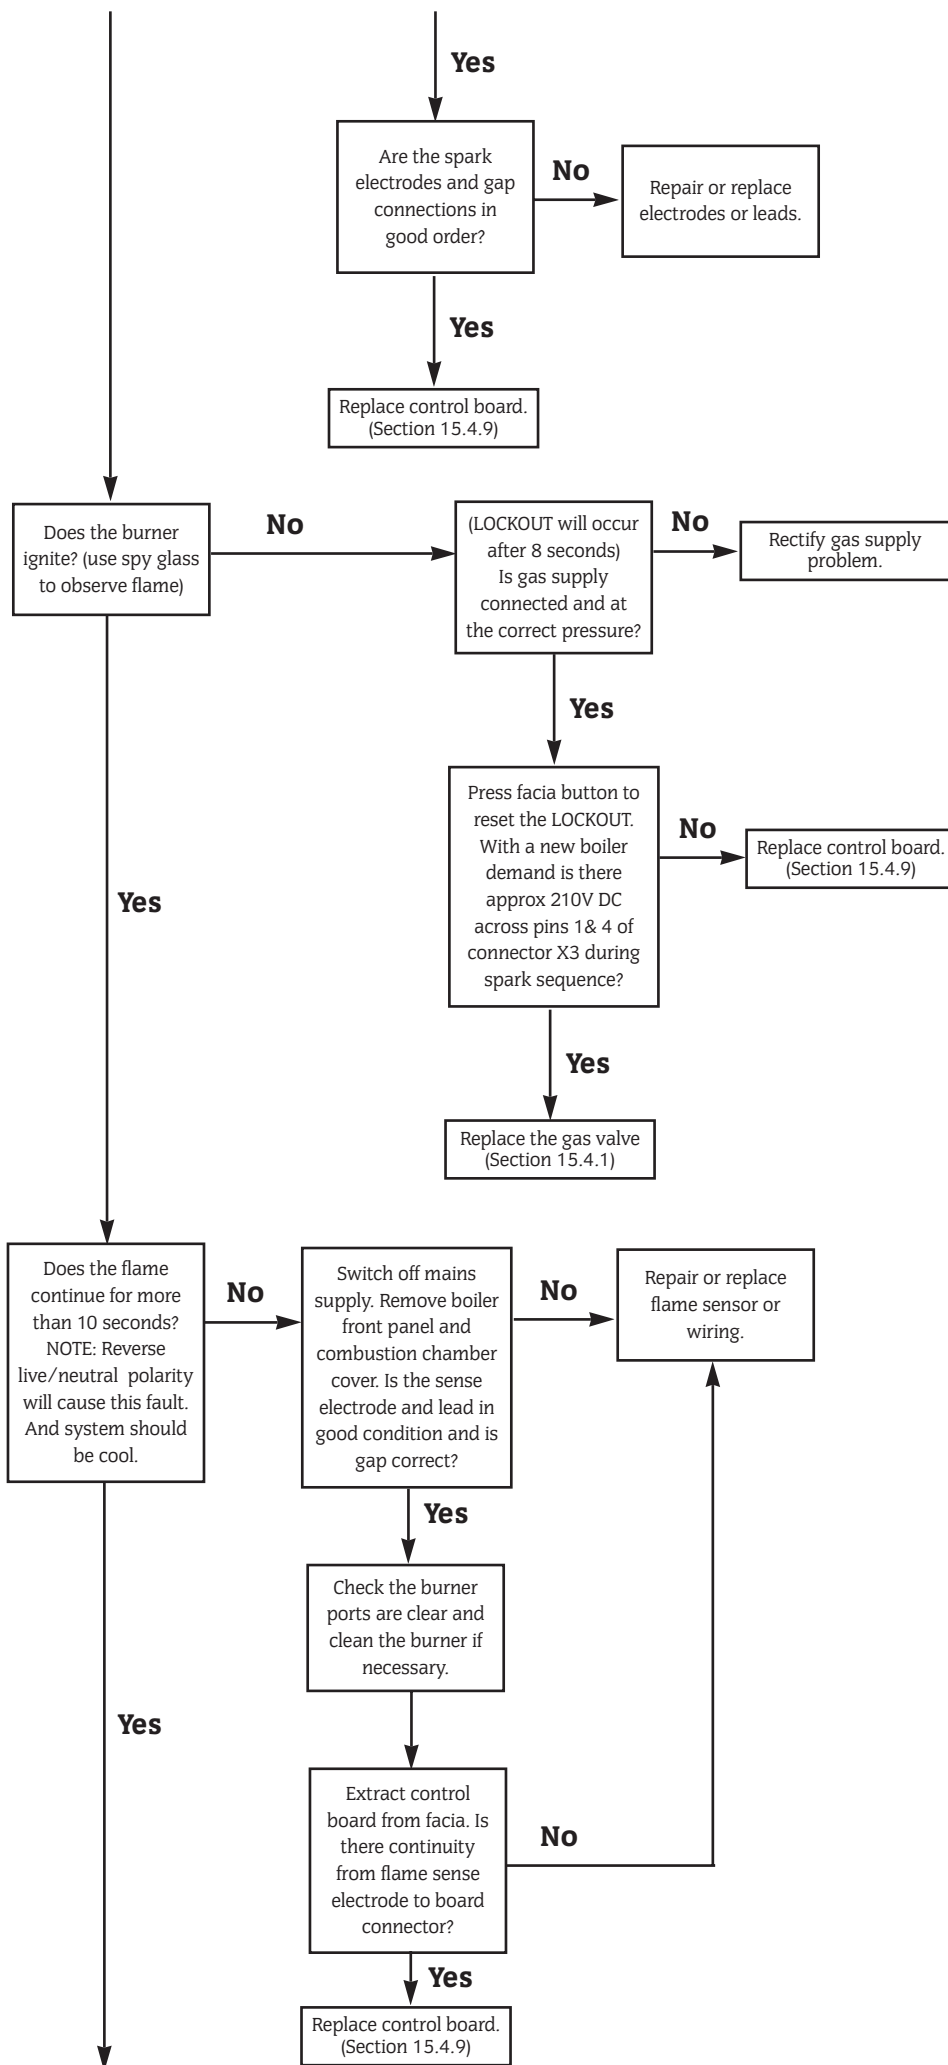 Yes
Are the spark
electrodes and gap
connections in
good order?
No
Repair or replace
electrodes or leads.
Yes
Replace control board.
(Section 15.4.9)
Does the burner
ignite? (use spy glass
to observe flame)
No
(LOCKOUT will occur
after 8 seconds)
Is gas supply
connected and at
the correct pressure?
No
Rectify gas supply
problem.
Yes
Press facia button to
reset the LOCKOUT.
With a new boiler
demand is there
approx 210V DC
across pins 1& 4 of
connector X3 during
spark sequence?
No
Replace control board.
(Section 15.4.9)
Yes
Yes
Replace the gas valve
(Section 15.4.1)
Does the flame
continue for more
than 10 seconds?
NOTE: Reverse
live/neutral polarity
will cause this fault.
And system should
be cool.
No
Switch off mains
supply. Remove boiler
front panel and
combustion chamber
cover. Is the sense
electrode and lead in
good condition and is
gap correct?
No
Repair or replace
flame sensor or
wiring.
Yes
Check the burner
ports are clear and
clean the burner if
necessary.
Yes
Extract control
board from facia. Is
there continuity
from flame sense
electrode to board
connector?
No
Yes
Replace control board.
(Section 15.4.9)